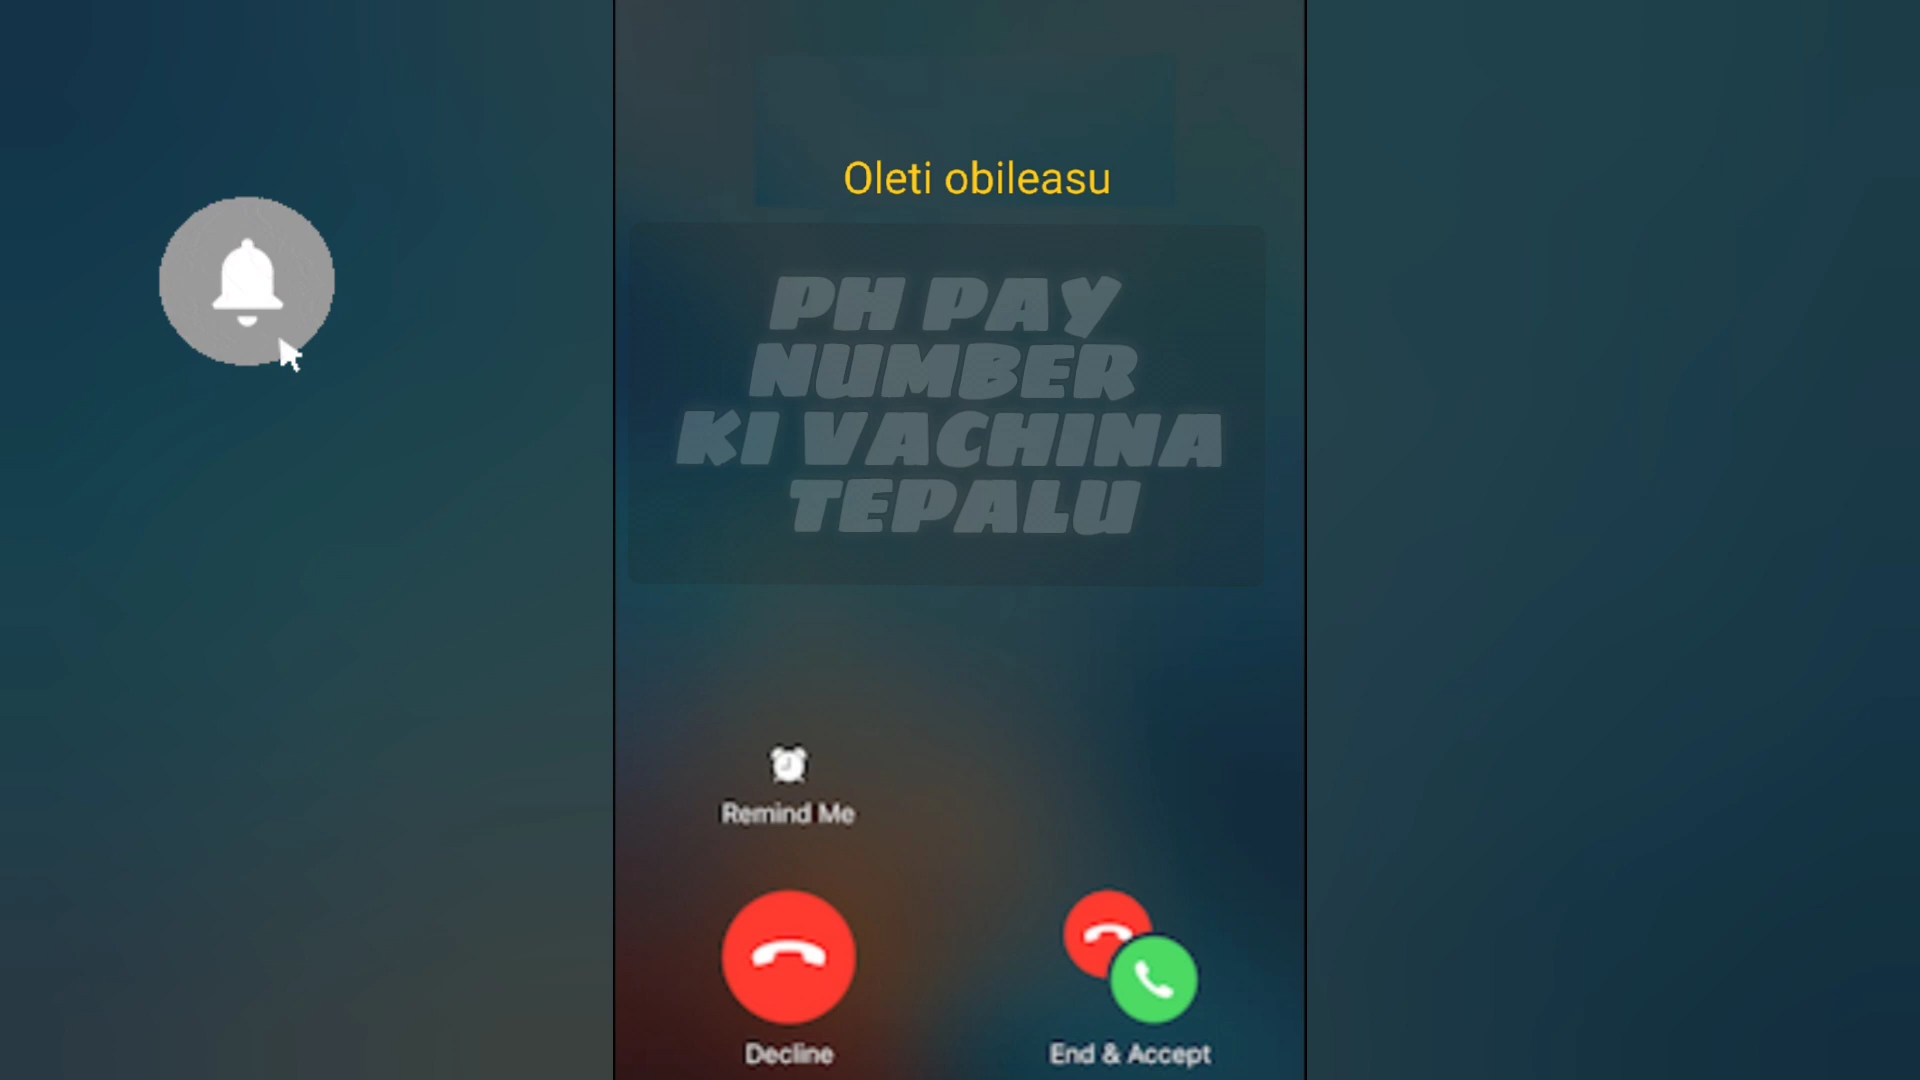 Oleti obileasu
PH PAY
NUMBER
KI VACHINA
TEPALU
Remind Me
Decline
End & Accept